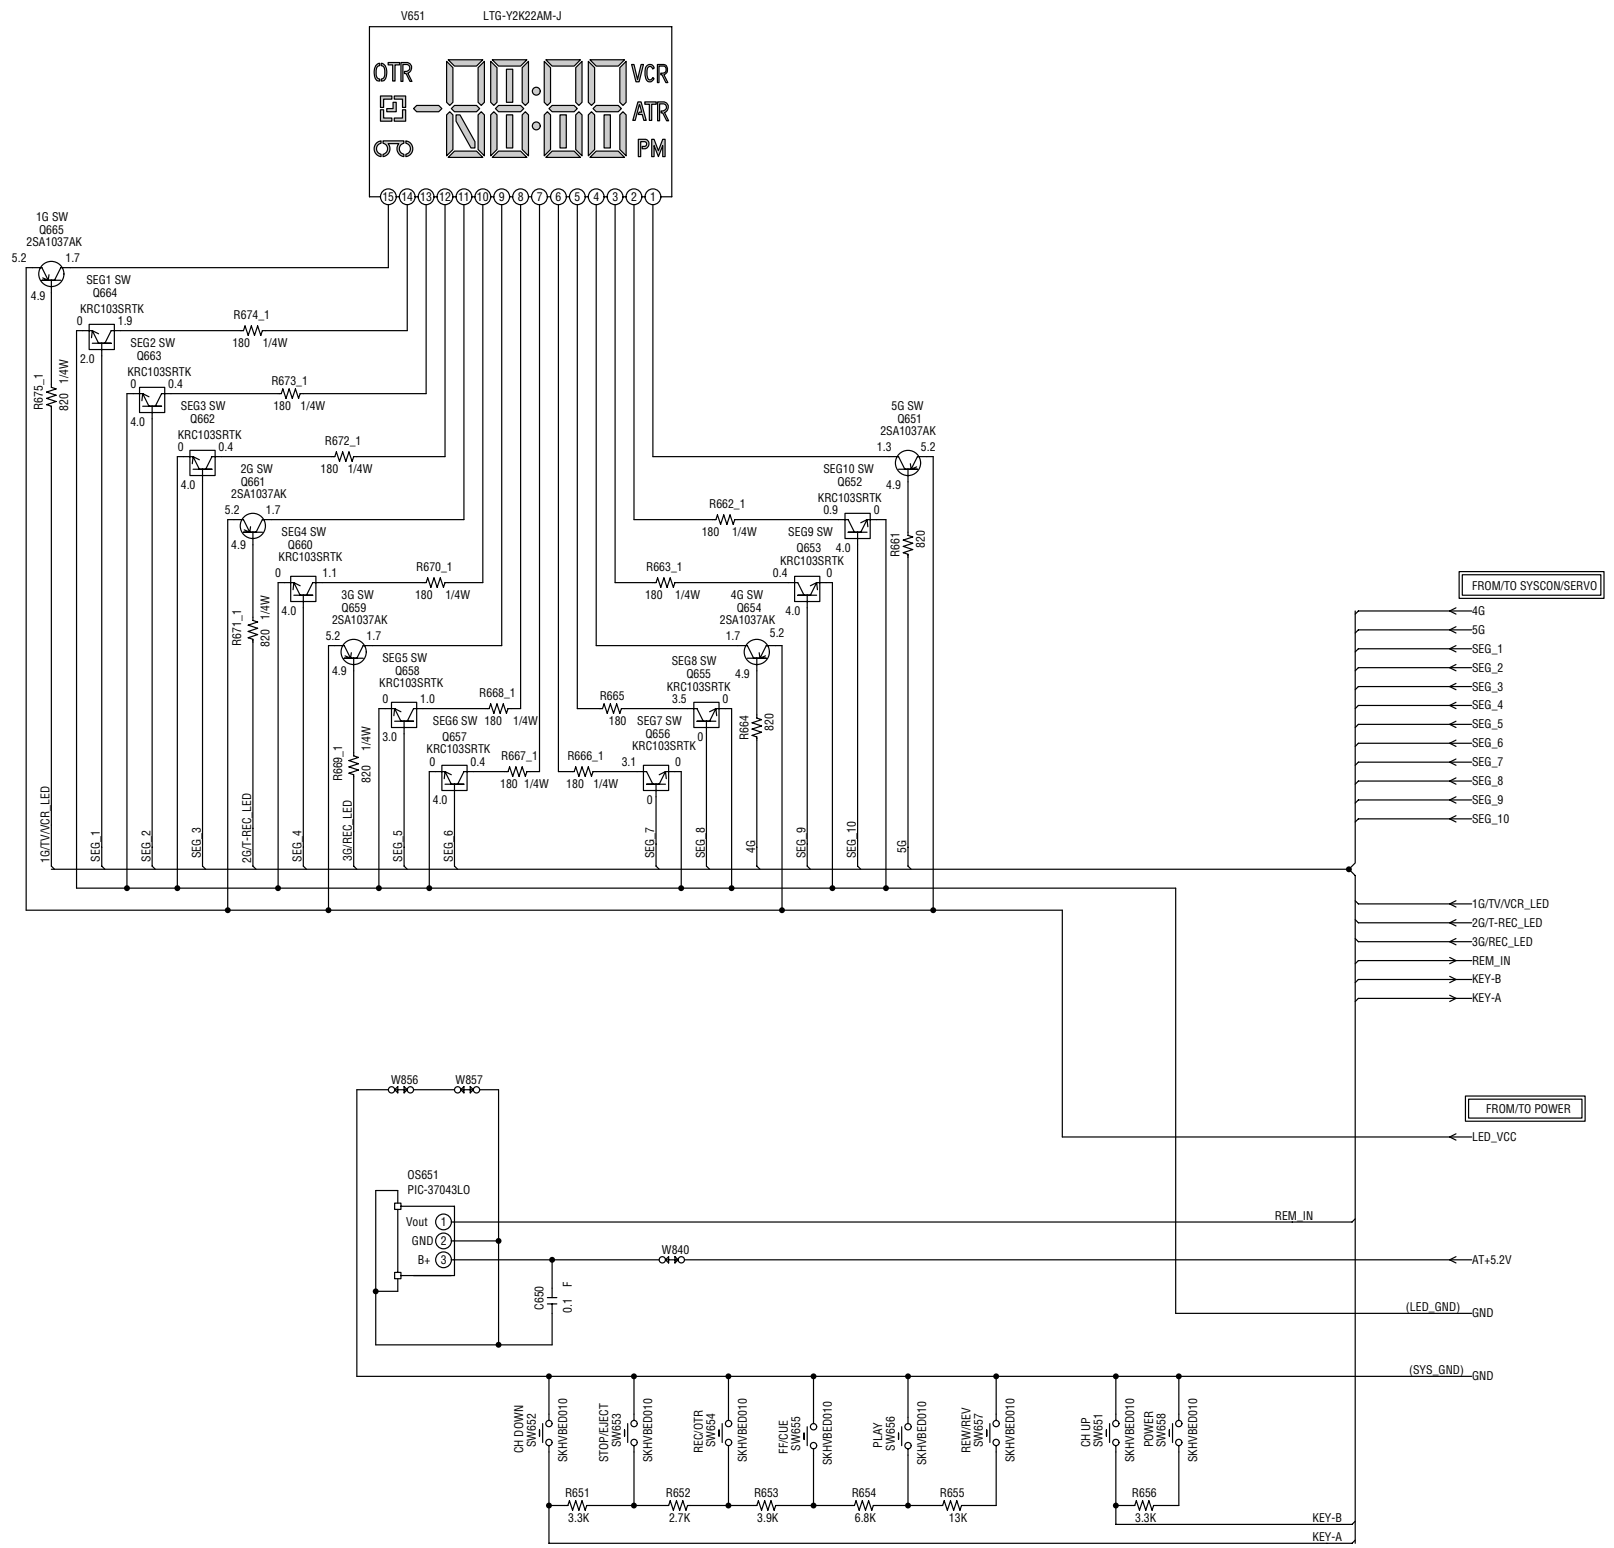 V651 LTG-Y2K22AM-J
OTR
VCR
ATR
PM
15 14 13 12 11 10 9 8 7 6 5 4 3 2 1
1G SW
Q665
2SA1037AK
5.2 1.7
4.9
SEG1 SW
Q664
KRC103SRTK
0 1.9
2.0
R674_1
180 1/4W
R675_1
820 1/4W
SEG2 SW
Q663
KRC103SRTK
0 0.4
4.0
R673_1
180 1/4W
SEG3 SW
Q662
KRC103SRTK
0 0.4
4.0
R672_1
180 1/4W
2G SW
Q661
2SA1037AK
5.2 1.7
4.9
R671_1
820 1/4W
SEG4 SW
Q660
KRC103SRTK
0 1.1
4.0
R670_1
180 1/4W
3G SW
Q659
2SA1037AK
5.2 1.7
4.9
R669_1
820 1/4W
SEG5 SW
Q658
KRC103SRTK
0 1.0
3.0
R668_1
180 1/4W
SEG6 SW
Q657
KRC103SRTK
0 0.4
4.0
R667_1
180 1/4W
5G SW
Q651
2SA1037AK
1.3 5.2
4.9
R661
820
SEG10 SW
Q652
KRC103SRTK
0.9 0
4.0
R662_1
180 1/4W
SEG9 SW
Q653
KRC103SRTK
0.4 0
4.0
R663_1
180 1/4W
4G SW
Q654
2SA1037AK
1.7 5.2
4.9
R664
820
SEG8 SW
Q655
KRC103SRTK
3.5 0
0
R665
180
SEG7 SW
Q656
KRC103SRTK
3.1 0
0
R666_1
180 1/4W
1G/TV/VCR_LED
SEG_1
SEG_2
SEG_3
2G/T-REC_LED
SEG_4
3G/REC_LED
SEG_5
SEG_6
SEG_7
SEG_8
4G
SEG_9
SEG_10
5G
FROM/TO SYSCON/SERVO
4G
5G
SEG_1
SEG_2
SEG_3
SEG_4
SEG_5
SEG_6
SEG_7
SEG_8
SEG_9
SEG_10
1G/TV/VCR_LED
2G/T-REC_LED
3G/REC_LED
REM_IN
KEY-B
KEY-A
FROM/TO POWER
LED_VCC
W856 W857
OS651
PIC-37043LO
Vout 1
GND 2
B+ 3
REM_IN
W840
AT+5.2V
C650
0.1 F
(LED_GND) GND
(SYS_GND) GND
CH DOWN
SW652
SKHVBED010
STOP/EJECT
SW653
SKHVBED010
REC/OTR
SW654
SKHVBED010
FF/CUE
SW655
SKHVBED010
PLAY
SW656
SKHVBED010
REW/REV
SW657
SKHVBED010
CH UP
SW651
SKHVBED010
POWER
SW658
SKHVBED010
R651
3.3K
R652
2.7K
R653
3.9K
R654
6.8K
R655
13K
R656
3.3K
KEY-B
KEY-A